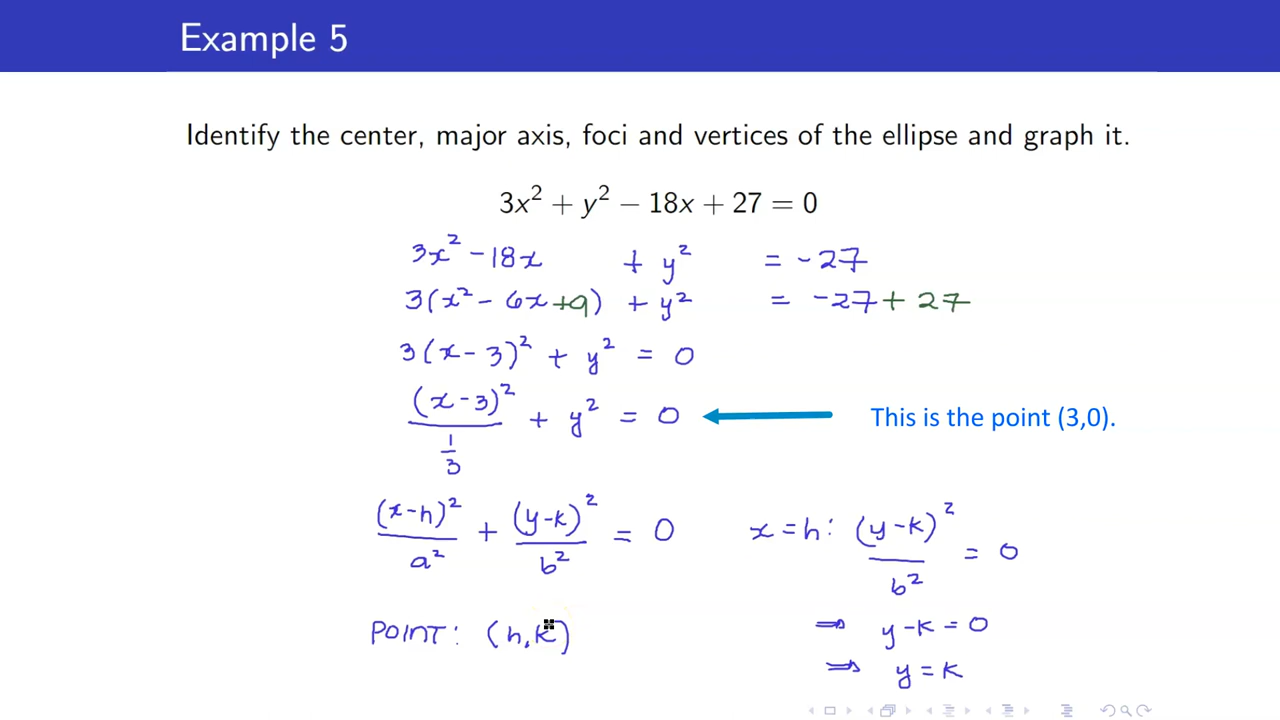 Example 5
Identify the center, major axis, foci and vertices of the ellipse and graph it.
3x² + y² − 18x + 27 = 0
3x² − 18x + y² = −27
3(x² − 6x + 9) + y² = −27 + 27
3(x − 3)² + y² = 0
(x − 3)² / (1/3) + y² = 0
This is the point (3,0).
(x−h)²/a² + (y−k)²/b² = 0
x = h: (y−k)²/b² = 0
POINT: (h,k)
⇒ y−k = 0
⇒ y = k